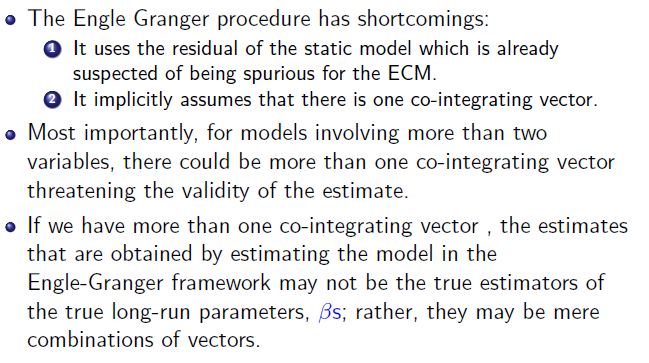 The Engle Granger procedure has shortcomings:
1 It uses the residual of the static model which is already
suspected of being spurious for the ECM.
2 It implicitly assumes that there is one co-integrating vector.
Most importantly, for models involving more than two
variables, there could be more than one co-integrating vector
threatening the validity of the estimate.
If we have more than one co-integrating vector , the estimates
that are obtained by estimating the model in the
Engle-Granger framework may not be the true estimators of
the true long-run parameters, βs; rather, they may be mere
combinations of vectors.